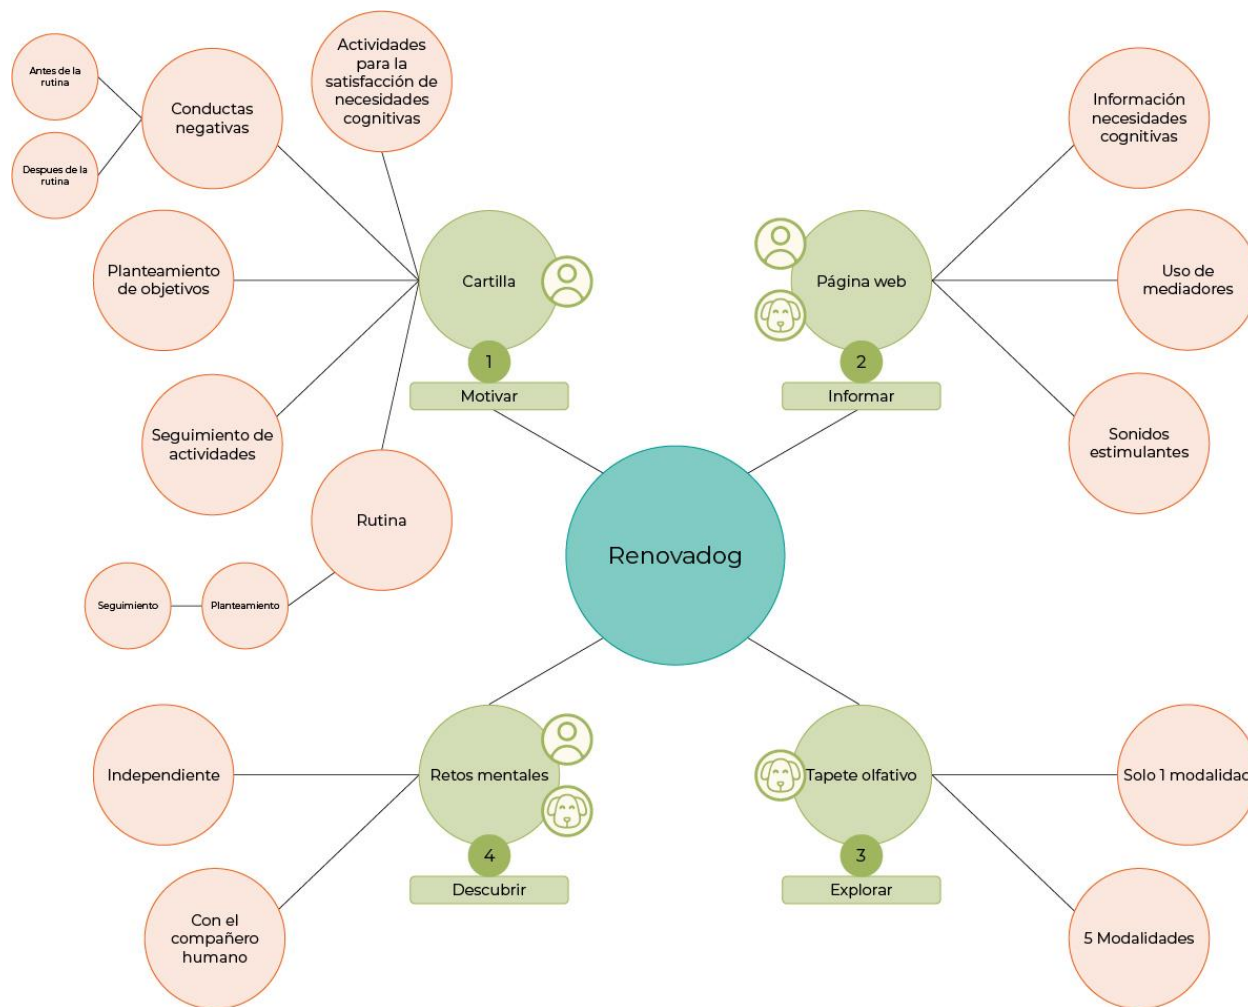 Antes de la
rutina
Despues de la
rutina
Conductas
negativas
Actividades
para la
satisfacción de
necesidades
cognitivas
Planteamiento
de objetivos
Seguimiento de
actividades
Rutina
Seguimiento
Planteamiento
Cartilla
1
Motivar
Página web
2
Informar
Información
necesidades
cognitivas
Uso de
mediadores
Sonidos
estimulantes
Renovadog
Independiente
Con el
compañero
humano
Retos mentales
4
Descubrir
Tapete olfativo
3
Explorar
Solo 1 modalidad
5 Modalidades